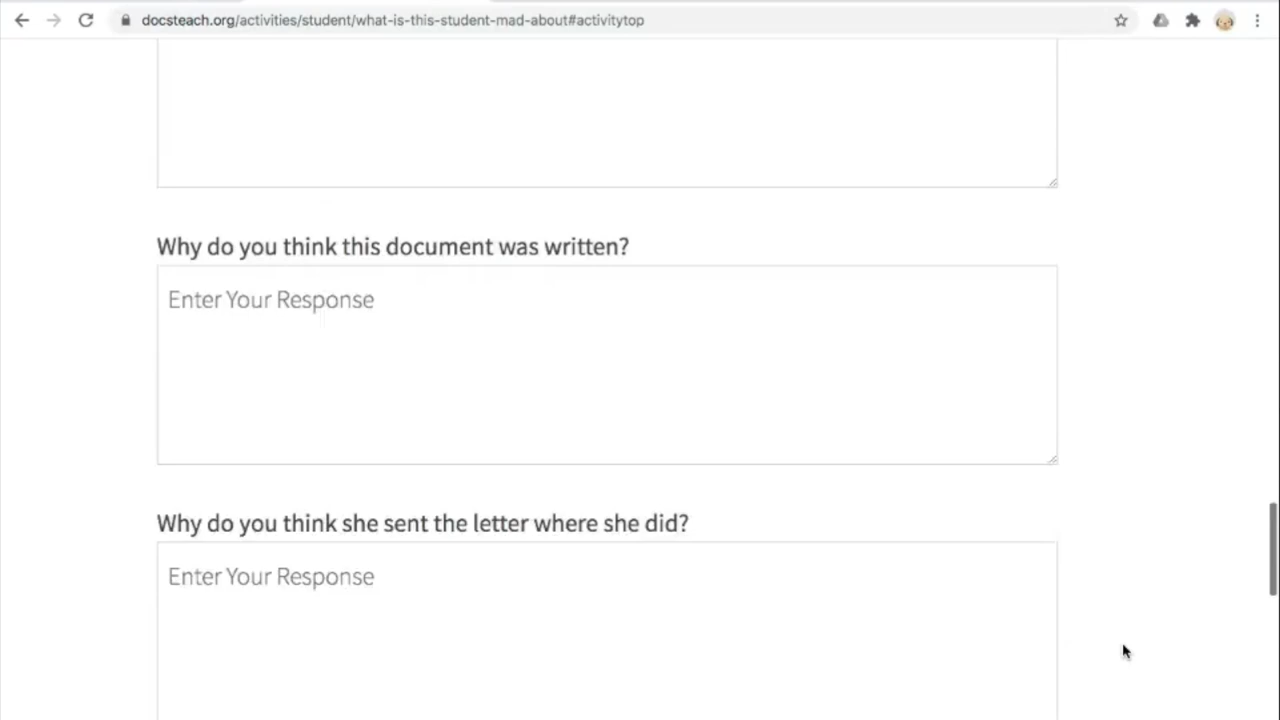 docsteach.org/activities/student/what-is-this-student-mad-about#activitytop
Why do you think this document was written?
Enter Your Response
Why do you think she sent the letter where she did?
Enter Your Response